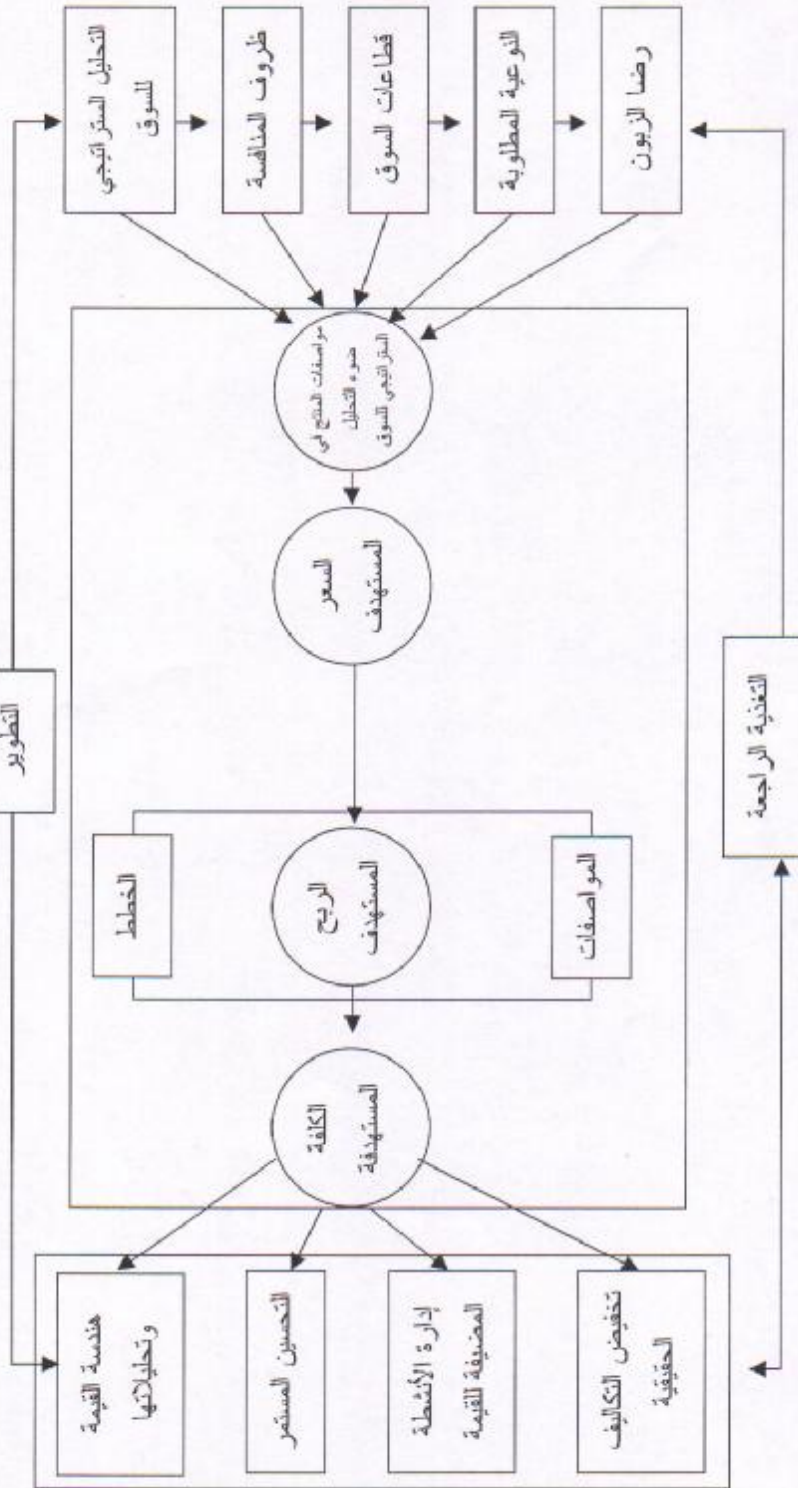 التحليل الستراتيجي
للسوق
ظروف المنافسة
قطاعات السوق
النوعية المطلوبة
رضا الزبون
مواصفات المنتج في
ضوء التحليل
الستراتيجي للسوق
السعر
المستهدف
التطوير
الخطط
الربح
المستهدف
المواصفات
التغذية الراجعة
الكلفة
المستهدفة
هندسة القيمة
وتحليلاتها
التحسين المستمر
إدارة الأنشطة
المضيفة للقيمة
تخفيض التكاليف
الحقيقية